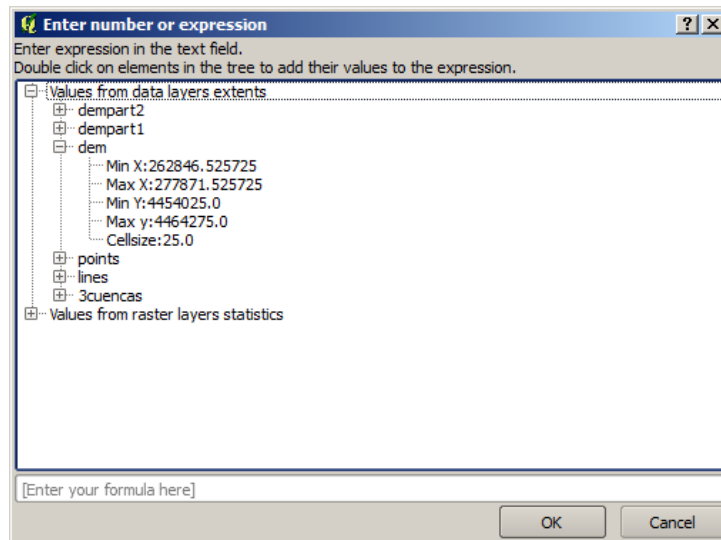 Enter number or expression
Enter expression in the text field.
Double click on elements in the tree to add their values to the expression.
Values from data layers extents
dempart2
dempart1
dem
Min X:262846.525725
Max X:277871.525725
Min Y:4454025.0
Max y:4464275.0
Cellsize:25.0
points
lines
3cuencas
Values from raster layers statistics
[Enter your formula here]
OK Cancel